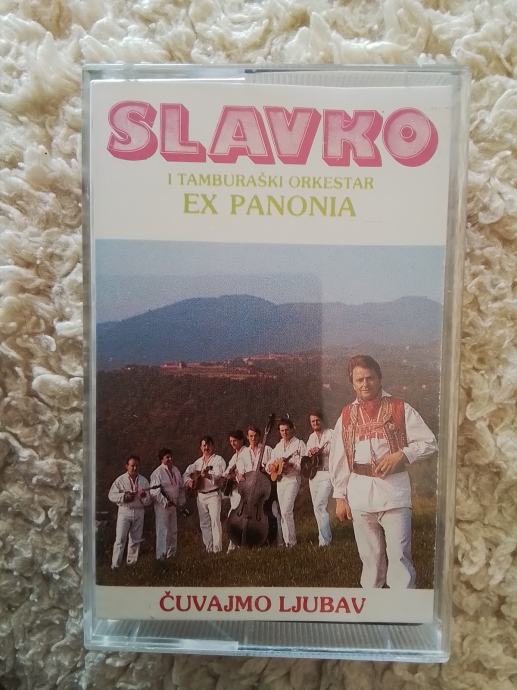 SLAVKO
I TAMBURAŠKI ORKESTAR
EX PANONIA
ČUVAJMO LJUBAV